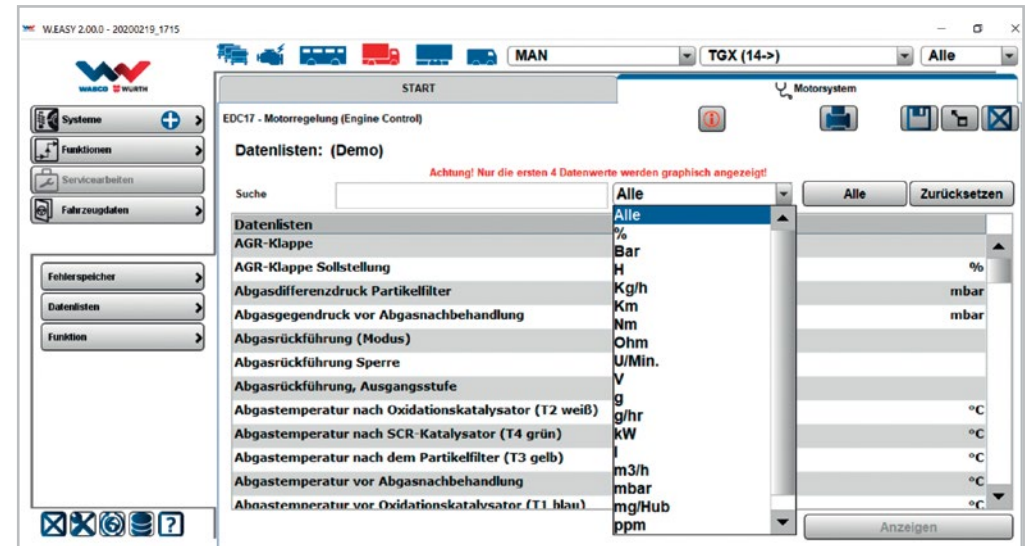 W.EASY 2.00.0 - 20200219_1715
MAN
TGX (14->)
Alle
WABCO WURTH
START
Motorsystem
Systeme
Funktionen
Servicearbeiten
Fahrzeugdaten
Fehlerspeicher
Datenlisten
Funktion
EDC17 - Motorregelung (Engine Control)
Datenlisten: (Demo)
Achtung! Nur die ersten 4 Datenwerte werden graphisch angezeigt!
Suche
Alle
Alle
Zurücksetzen
Datenlisten
AGR-Klappe
AGR-Klappe Sollstellung %
Abgasdifferenzdruck Partikelfilter mbar
Abgasgegendruck vor Abgasnachbehandlung mbar
Abgasrückführung (Modus)
Abgasrückführung Sperre
Abgasrückführung, Ausgangsstufe
Abgastemperatur nach Oxidationskatalysator (T2 weiß) °C
Abgastemperatur nach SCR-Katalysator (T4 grün) °C
Abgastemperatur nach dem Partikelfilter (T3 gelb) °C
Abgastemperatur vor Abgasnachbehandlung °C
Abgastemperatur vor Oxidationskatalysator (T1 blau) °C
Alle
%
Bar
H
Kg/h
Km
Nm
Ohm
U/Min.
V
g
g/hr
kW
l
m3/h
mbar
mg/Hub
ppm
Anzeigen
?